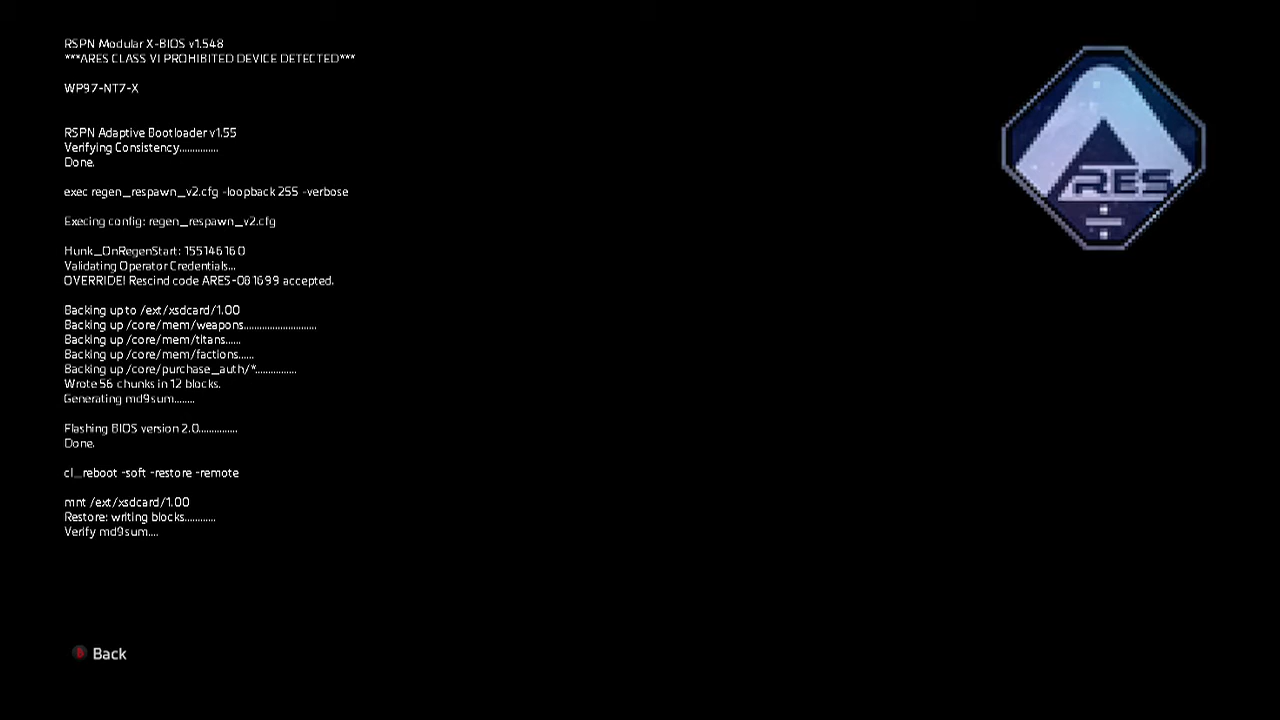 RSPN Modular X-BIOS v1.548
***ARES CLASS VI PROHIBITED DEVICE DETECTED***
WP97-NT7-X
RSPN Adaptive Bootloader v1.55
Verifying Consistency...............
Done.
exec regen_respawn_v2.cfg -loopback 255 -verbose
Execing config: regen_respawn_v2.cfg
Hunk_OnRegenStart: 155146160
Validating Operator Credentials...
OVERRIDE! Rescind code ARES-081699 accepted.
Backing up to /ext/xsdcard/1.00
Backing up /core/mem/weapons............................
Backing up /core/mem/titans......
Backing up /core/mem/factions......
Backing up /core/purchase_auth/*................
Wrote 56 chunks in 12 blocks.
Generating md9sum........
Flashing BIOS version 2.0...............
Done.
cl_reboot -soft -restore -remote
mnt /ext/xsdcard/1.00
Restore: writing blocks............
Verify md9sum....
ARES
B Back